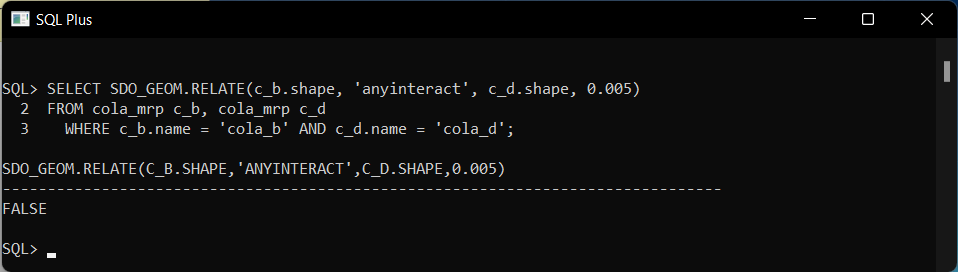 SQL Plus
SQL> SELECT SDO_GEOM.RELATE(c_b.shape, 'anyinteract', c_d.shape, 0.005)
  2  FROM cola_mrp c_b, cola_mrp c_d
  3    WHERE c_b.name = 'cola_b' AND c_d.name = 'cola_d';
SDO_GEOM.RELATE(C_B.SHAPE,'ANYINTERACT',C_D.SHAPE,0.005)
--------------------------------------------------------------------------------
FALSE
SQL>